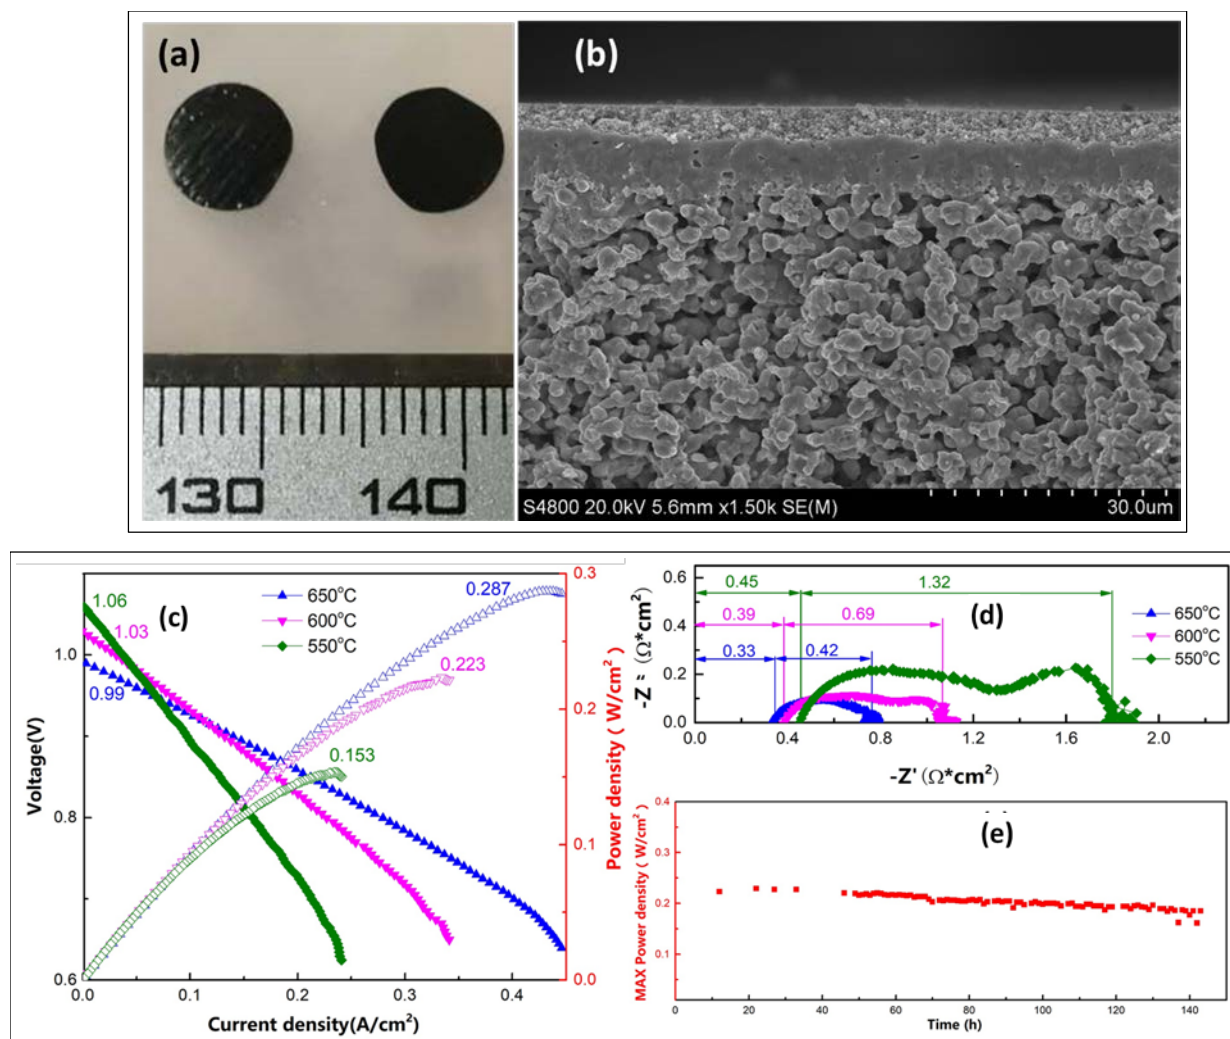 (a)
130 140
(b)
S4800 20.0kV 5.6mm x1.50k SE(M) 30.0um
(c)
650°C
600°C
550°C
1.06
1.03
0.99
0.287
0.223
0.153
Voltage(V)
1.0
0.8
0.6
0.0 0.1 0.2 0.3 0.4
Current density(A/cm²)
0.3
0.2
0.1
0.0
Power density ( W/cm²)
(d)
0.45 1.32
0.39 0.69
0.33 0.42
650°C
600°C
550°C
0.6
0.4
0.2
0.0
0.0 0.4 0.8 1.2 1.6 2.0
-Z' (Ω*cm²)
(e)
0.4
0.3
0.2
0.1
MAX Power density ( W/cm²)
0 20 40 60 80 100 120 140
Time (h)